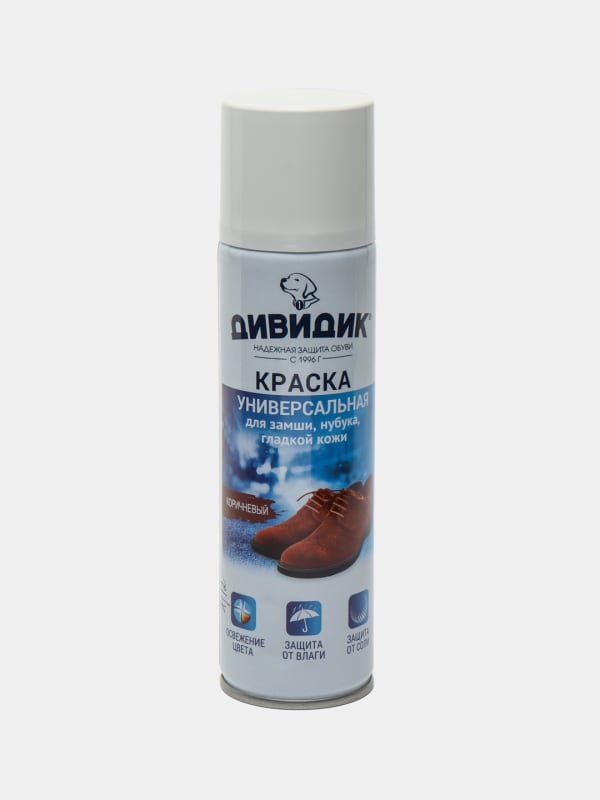 ДИВИДИК®
НАДЕЖНАЯ ЗАЩИТА ОБУВИ
С 1996 Г
КРАСКА
УНИВЕРСАЛЬНАЯ
для замши, нубука,
гладкой кожи
КОРИЧНЕВЫЙ
ОСВЕЖЕНИЕ
ЦВЕТА
ЗАЩИТА
ОТ ВЛАГИ
ЗАЩИТА
ОТ СОЛИ